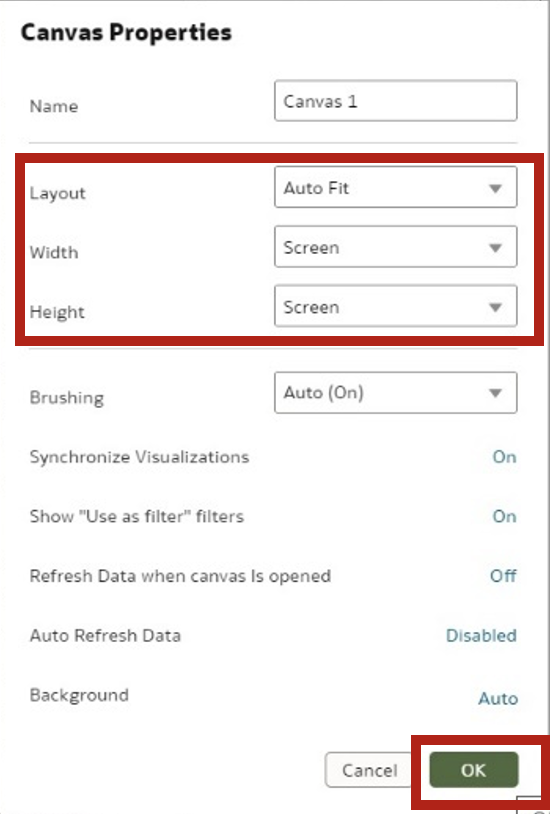 Canvas Properties
Name Canvas 1
Layout Auto Fit
Width Screen
Height Screen
Brushing Auto (On)
Synchronize Visualizations On
Show "Use as filter" filters On
Refresh Data when canvas Is opened Off
Auto Refresh Data Disabled
Background Auto
Cancel OK